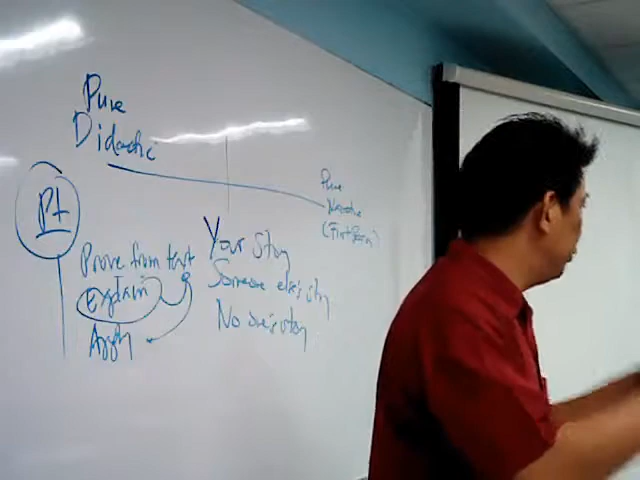 Pure
Didactic
Pure
Narrative
(First Person)
Pt
Prove from text
Explain
Apply
Your Story
Someone else's story
No one's story